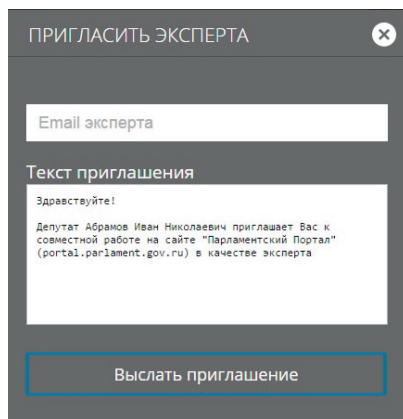 ПРИГЛАСИТЬ ЭКСПЕРТА
Email эксперта
Текст приглашения
Здравствуйте!
Депутат Абрамов Иван Николаевич приглашает Вас к
совместной работе на сайте "Парламентский Портал"
(portal.parlament.gov.ru) в качестве эксперта
Выслать приглашение